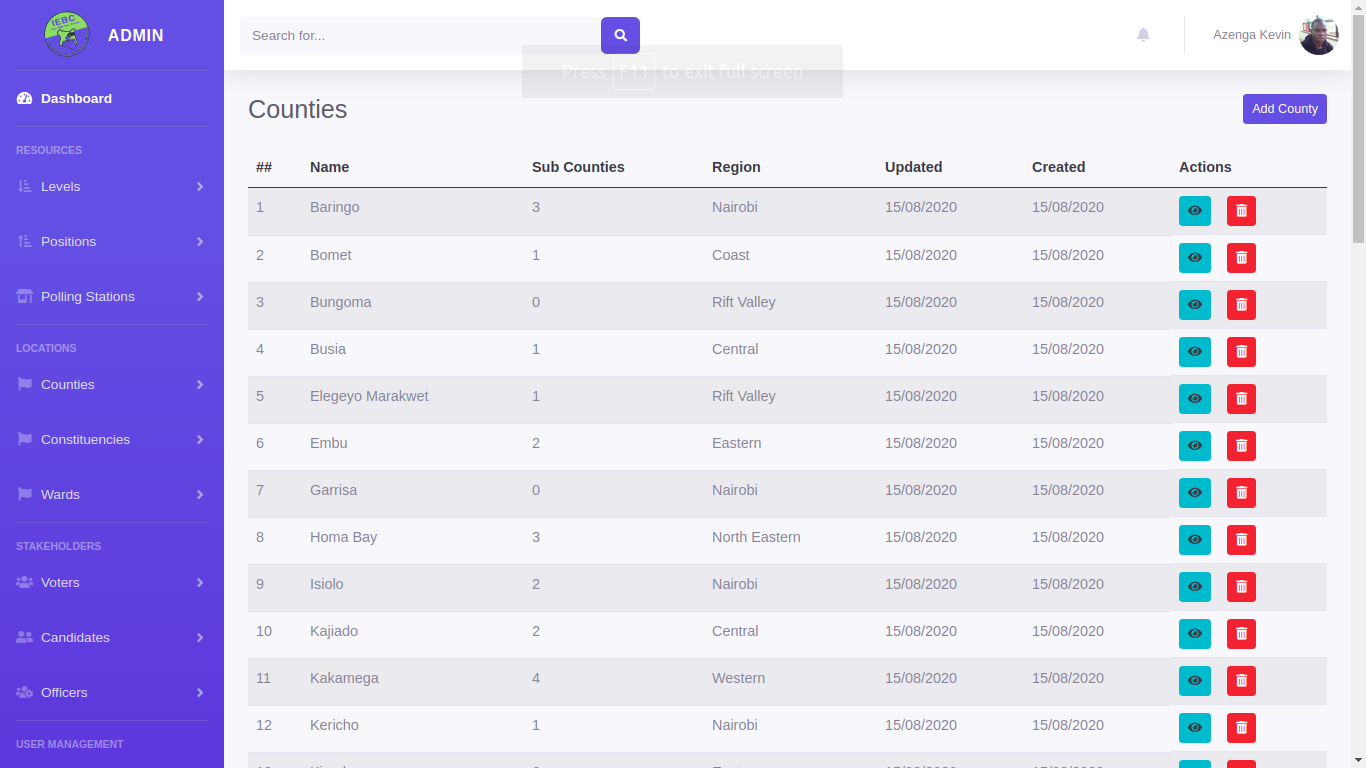 IEBC
ADMIN
Search for...
Azenga Kevin
Press F11 to exit full screen
Dashboard
RESOURCES
Levels
Positions
Polling Stations
LOCATIONS
Counties
Constituencies
Wards
STAKEHOLDERS
Voters
Candidates
Officers
USER MANAGEMENT
Counties
Add County
## Name Sub Counties Region Updated Created Actions
1 Baringo 3 Nairobi 15/08/2020 15/08/2020
2 Bomet 1 Coast 15/08/2020 15/08/2020
3 Bungoma 0 Rift Valley 15/08/2020 15/08/2020
4 Busia 1 Central 15/08/2020 15/08/2020
5 Elegeyo Marakwet 1 Rift Valley 15/08/2020 15/08/2020
6 Embu 2 Eastern 15/08/2020 15/08/2020
7 Garrisa 0 Nairobi 15/08/2020 15/08/2020
8 Homa Bay 3 North Eastern 15/08/2020 15/08/2020
9 Isiolo 2 Nairobi 15/08/2020 15/08/2020
10 Kajiado 2 Central 15/08/2020 15/08/2020
11 Kakamega 4 Western 15/08/2020 15/08/2020
12 Kericho 1 Nairobi 15/08/2020 15/08/2020